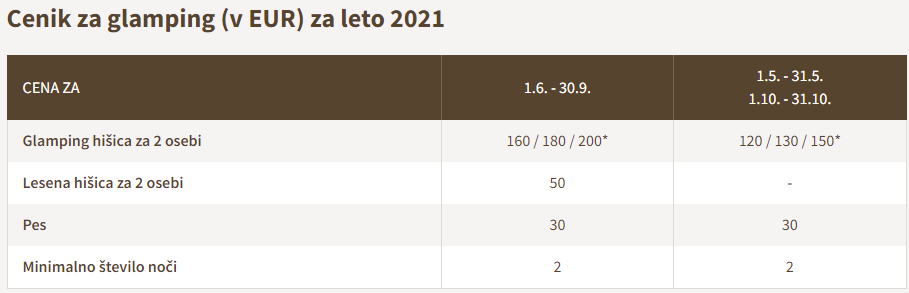 Cenik za glamping (v EUR) za leto 2021
CENA ZA 1.6. - 30.9. 1.5. - 31.5.
1.10. - 31.10.
Glamping hišica za 2 osebi 160 / 180 / 200* 120 / 130 / 150*
Lesena hišica za 2 osebi 50 -
Pes 30 30
Minimalno število noči 2 2